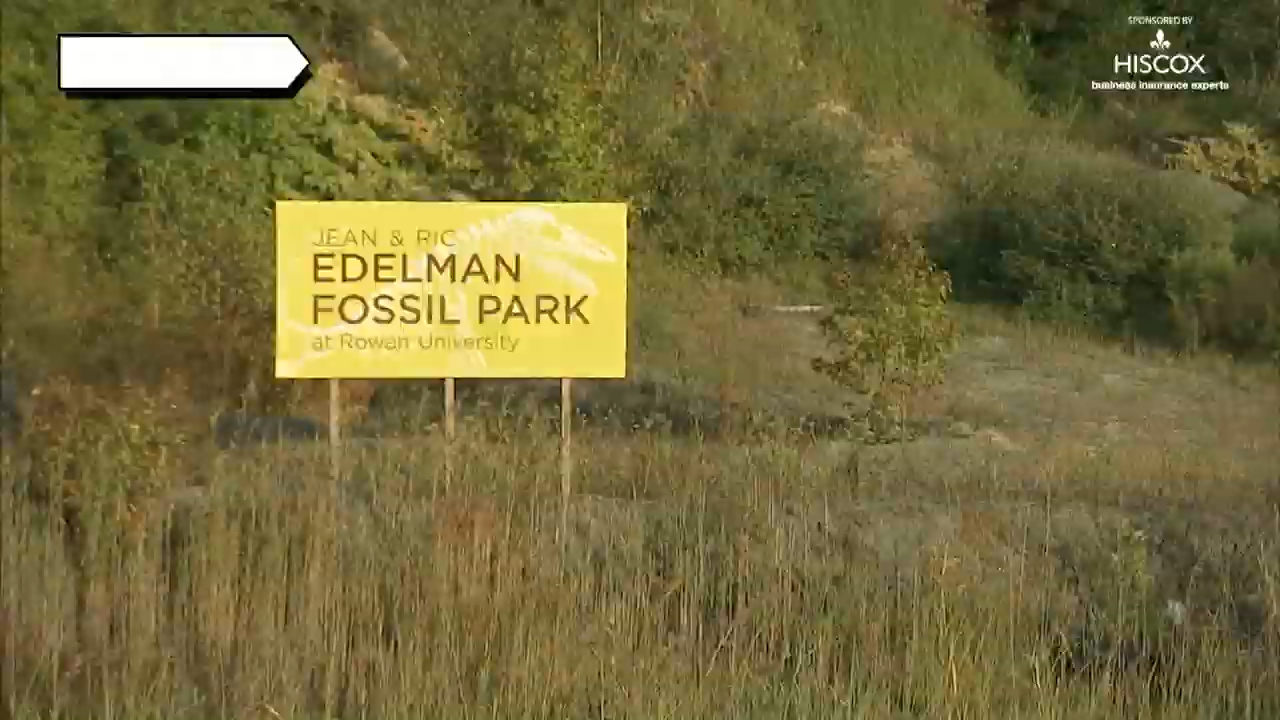 SPONSORED BY
HISCOX
business insurance experts
JEAN & RIC
EDELMAN
FOSSIL PARK
at Rowan University